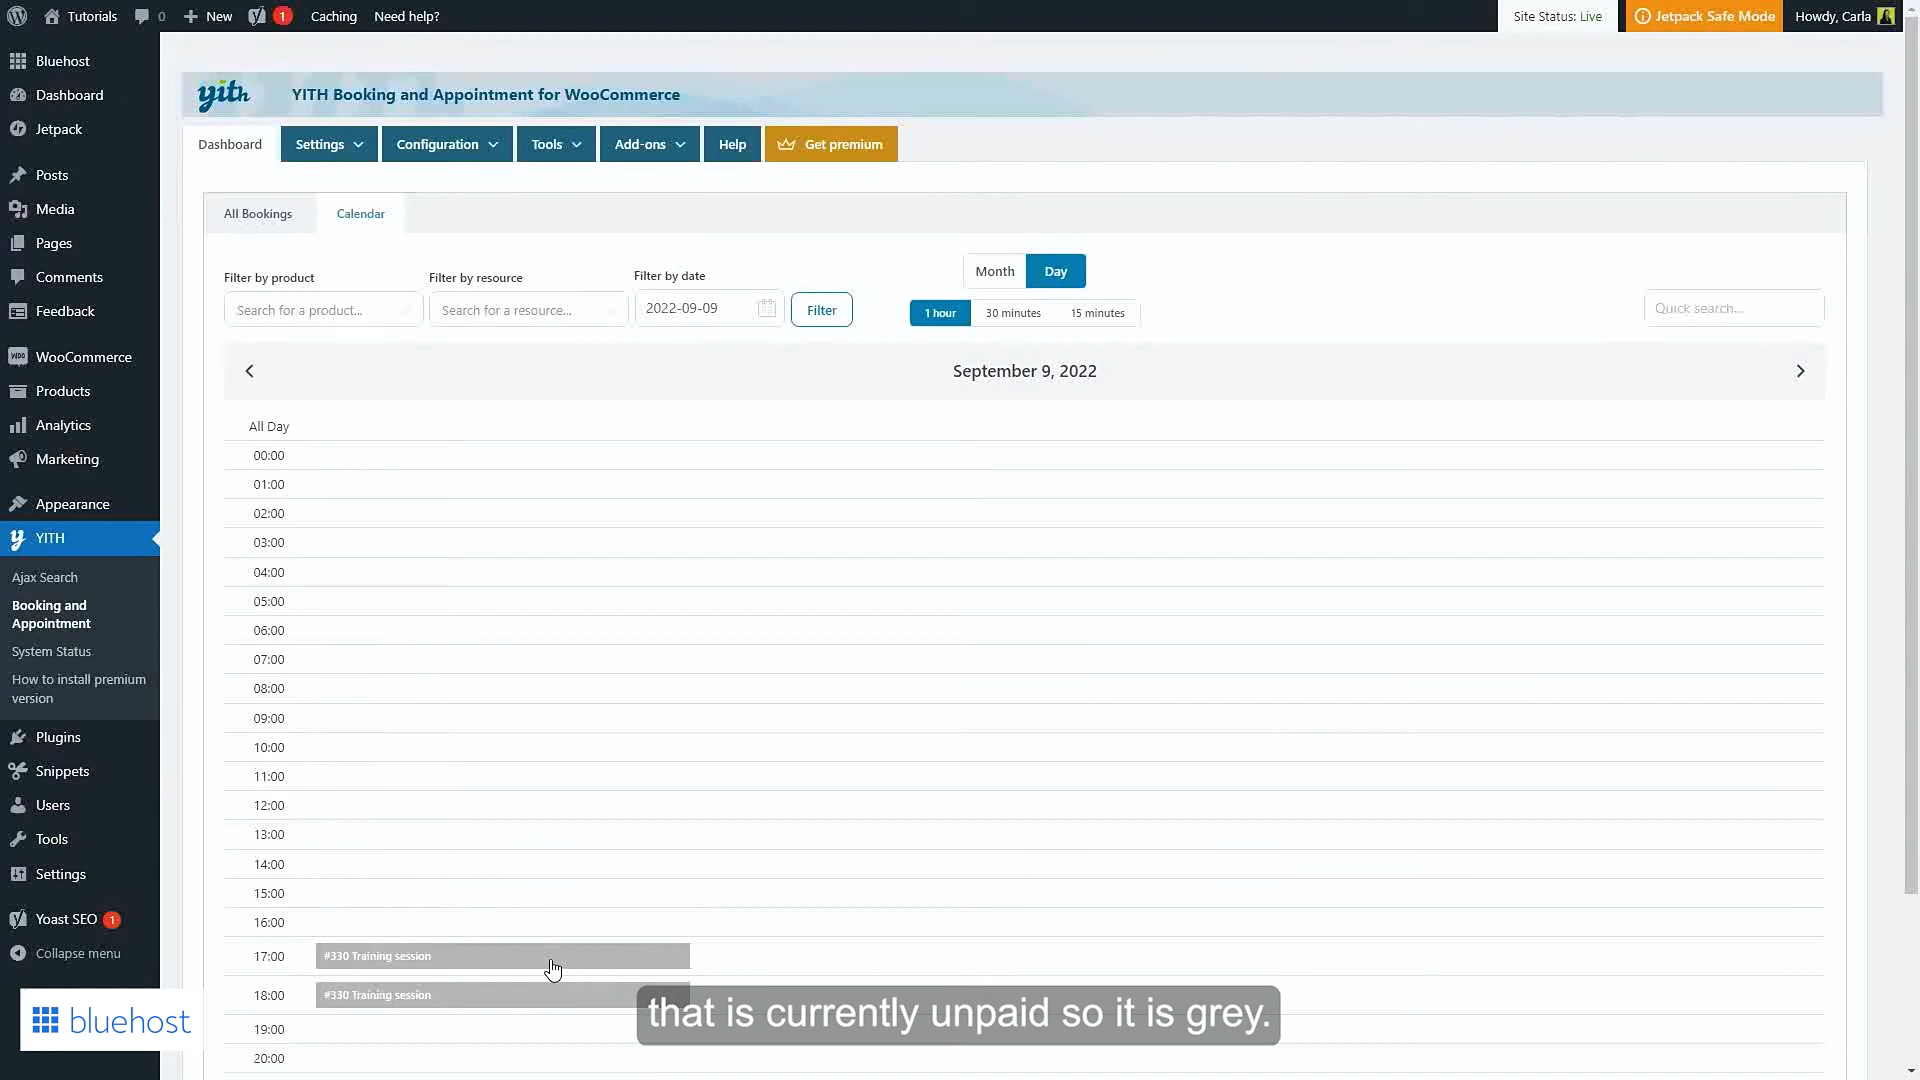 Tutorials 0 New 1 Caching Need help? Site Status: Live Jetpack Safe Mode Howdy, Carla
Bluehost
Dashboard
Jetpack
Posts
Media
Pages
Comments
Feedback
WooCommerce
Products
Analytics
Marketing
Appearance
YITH
Ajax Search
Booking and
Appointment
System Status
How to install premium
version
Plugins
Snippets
Users
Tools
Settings
Yoast SEO 1
Collapse menu
bluehost
yith YITH Booking and Appointment for WooCommerce
Dashboard Settings Configuration Tools Add-ons Help Get premium
All Bookings Calendar
Filter by product Filter by resource Filter by date
Month Day
Search for a product... Search for a resource... 2022-09-09 Filter
1 hour 30 minutes 15 minutes
Quick search...
September 9, 2022
All Day
00:00
01:00
02:00
03:00
04:00
05:00
06:00
07:00
08:00
09:00
10:00
11:00
12:00
13:00
14:00
15:00
16:00
17:00 #330 Training session
18:00 #330 Training session
19:00
20:00
that is currently unpaid so it is grey.